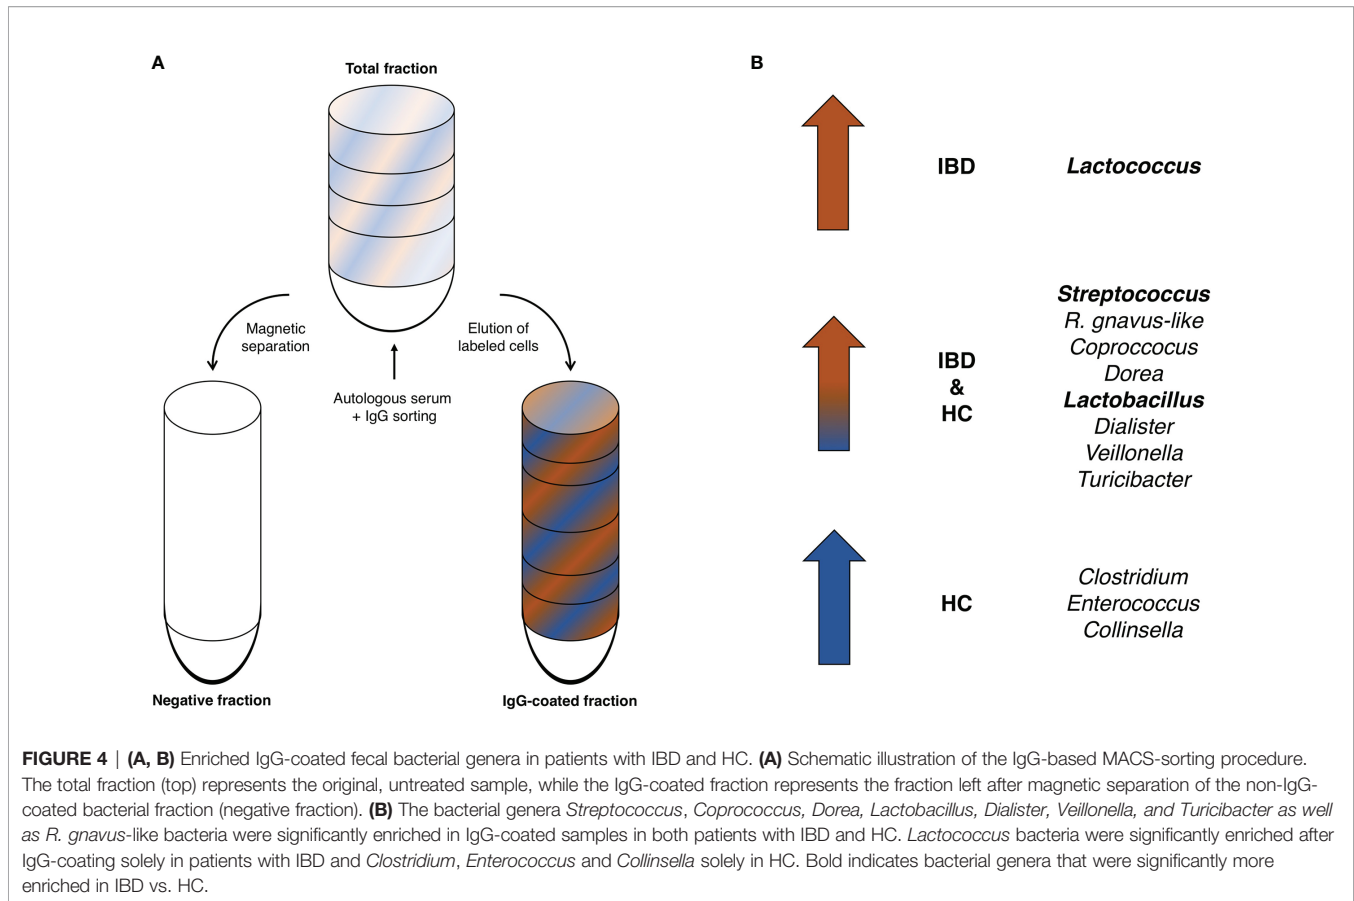 A
Total fraction
Magnetic
separation
Elution of
labeled cells
Autologous serum
+ IgG sorting
Negative fraction
IgG-coated fraction
B
IBD
Lactococcus
IBD
&
HC
Streptococcus
R. gnavus-like
Coproccocus
Dorea
Lactobacillus
Dialister
Veillonella
Turicibacter
HC
Clostridium
Enterococcus
Collinsella
FIGURE 4 | (A, B) Enriched IgG-coated fecal bacterial genera in patients with IBD and HC. (A) Schematic illustration of the IgG-based MACS-sorting procedure.
The total fraction (top) represents the original, untreated sample, while the IgG-coated fraction represents the fraction left after magnetic separation of the non-IgG-
coated bacterial fraction (negative fraction). (B) The bacterial genera Streptococcus, Coprococcus, Dorea, Lactobacillus, Dialister, Veillonella, and Turicibacter as well
as R. gnavus-like bacteria were significantly enriched in IgG-coated samples in both patients with IBD and HC. Lactococcus bacteria were significantly enriched after
IgG-coating solely in patients with IBD and Clostridium, Enterococcus and Collinsella solely in HC. Bold indicates bacterial genera that were significantly more
enriched in IBD vs. HC.